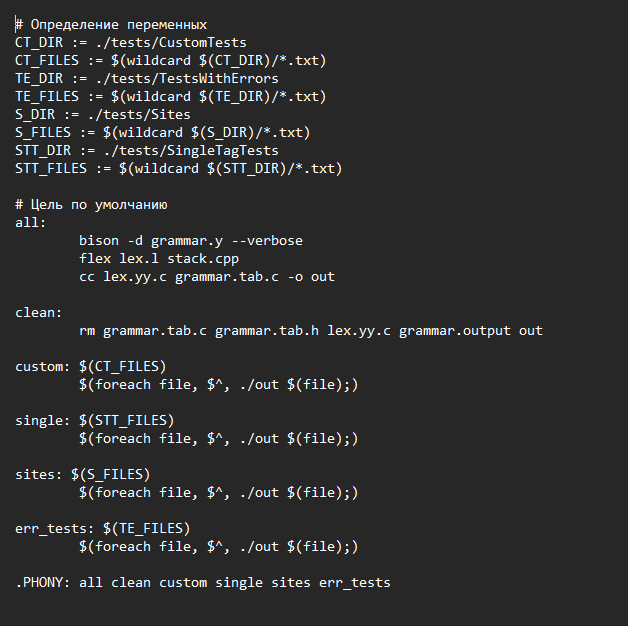 # Определение переменных
CT_DIR := ./tests/CustomTests
CT_FILES := $(wildcard $(CT_DIR)/*.txt)
TE_DIR := ./tests/TestsWithErrors
TE_FILES := $(wildcard $(TE_DIR)/*.txt)
S_DIR := ./tests/Sites
S_FILES := $(wildcard $(S_DIR)/*.txt)
STT_DIR := ./tests/SingleTagTests
STT_FILES := $(wildcard $(STT_DIR)/*.txt)

# Цель по умолчанию
all:
	bison -d grammar.y --verbose
	flex lex.l stack.cpp
	cc lex.yy.c grammar.tab.c -o out

clean:
	rm grammar.tab.c grammar.tab.h lex.yy.c grammar.output out

custom: $(CT_FILES)
	$(foreach file, $^, ./out $(file);)

single: $(STT_FILES)
	$(foreach file, $^, ./out $(file);)

sites: $(S_FILES)
	$(foreach file, $^, ./out $(file);)

err_tests: $(TE_FILES)
	$(foreach file, $^, ./out $(file);)

.PHONY: all clean custom single sites err_tests